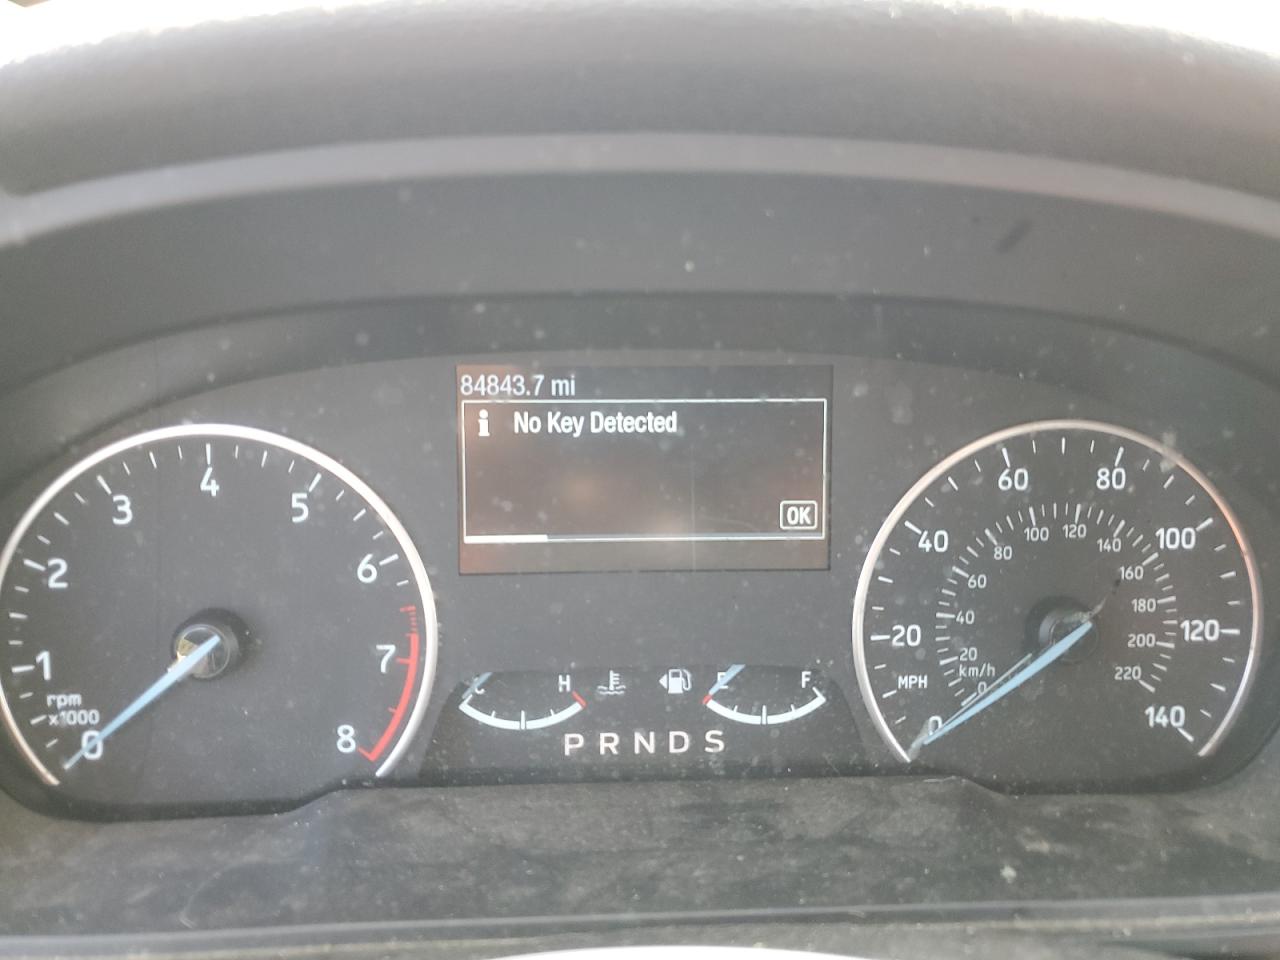 84843.7 mi
i No Key Detected
OK
0 1 2 3 4 5 6 7 8
rpm
x1000
C H
E F
P R N D S
0 20 40 60 80 100 120 140
MPH
km/h
0 20 40 60 80 100 120 140 160 180 200 220